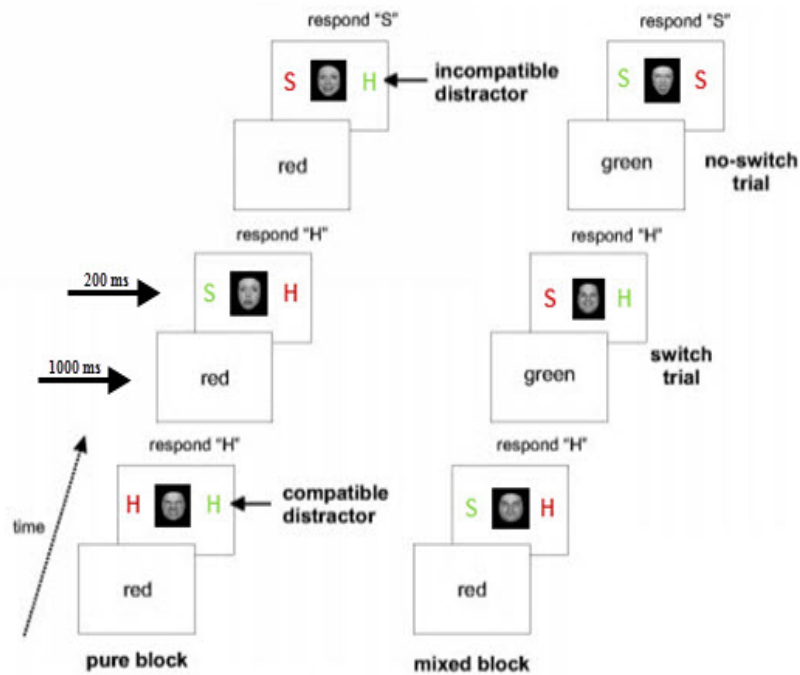 respond "S"
S H
incompatible
distractor
red
respond "H"
200 ms
S H
1000 ms
red
respond "H"
H H
compatible
distractor
time
red
pure block
respond "S"
S S
green
no-switch
trial
respond "H"
S H
green
switch
trial
respond "H"
S H
red
mixed block